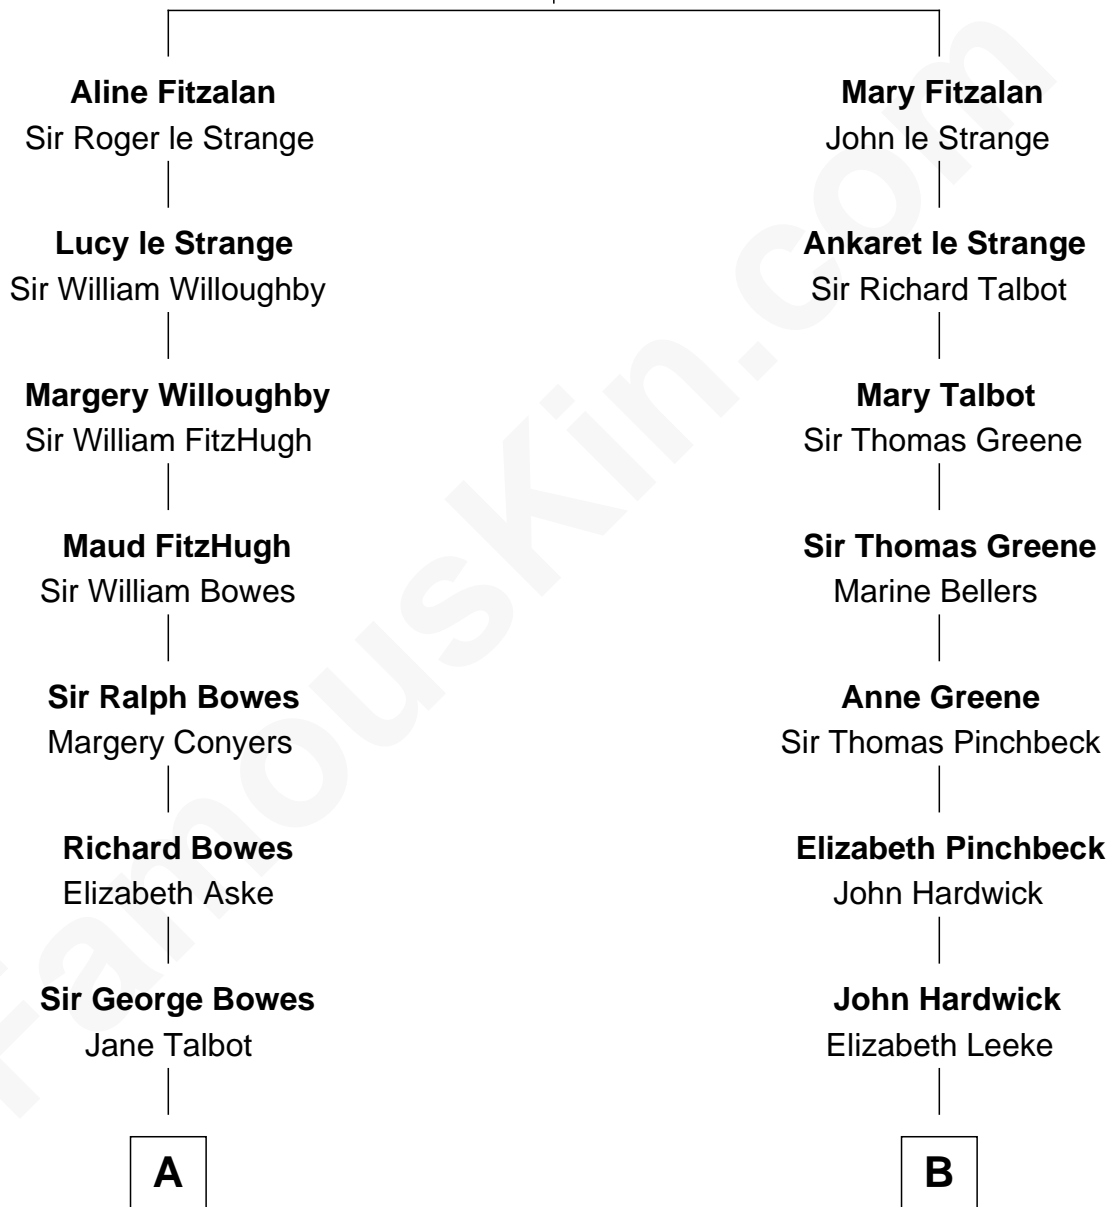 Aline Fitzalan
Sir Roger le Strange
Mary Fitzalan
John le Strange
Lucy le Strange
Sir William Willoughby
Ankaret le Strange
Sir Richard Talbot
Margery Willoughby
Sir William FitzHugh
Mary Talbot
Sir Thomas Greene
Maud FitzHugh
Sir William Bowes
Sir Thomas Greene
Marine Bellers
Sir Ralph Bowes
Margery Conyers
Anne Greene
Sir Thomas Pinchbeck
Richard Bowes
Elizabeth Aske
Elizabeth Pinchbeck
John Hardwick
Sir George Bowes
Jane Talbot
John Hardwick
Elizabeth Leeke
A
B
FamousKin.com